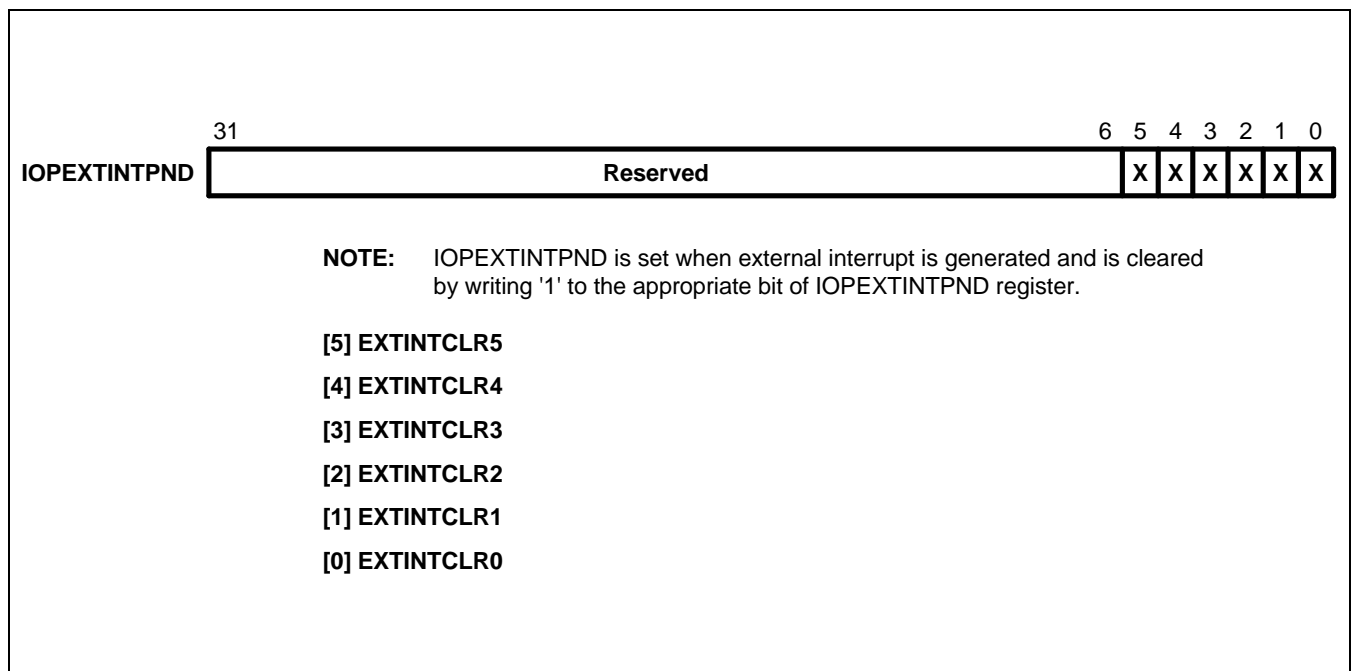 31 6 5 4 3 2 1 0
IOPEXTINTPND Reserved X X X X X X
NOTE: IOPEXTINTPND is set when external interrupt is generated and is cleared
by writing '1' to the appropriate bit of IOPEXTINTPND register.
[5] EXTINTCLR5
[4] EXTINTCLR4
[3] EXTINTCLR3
[2] EXTINTCLR2
[1] EXTINTCLR1
[0] EXTINTCLR0